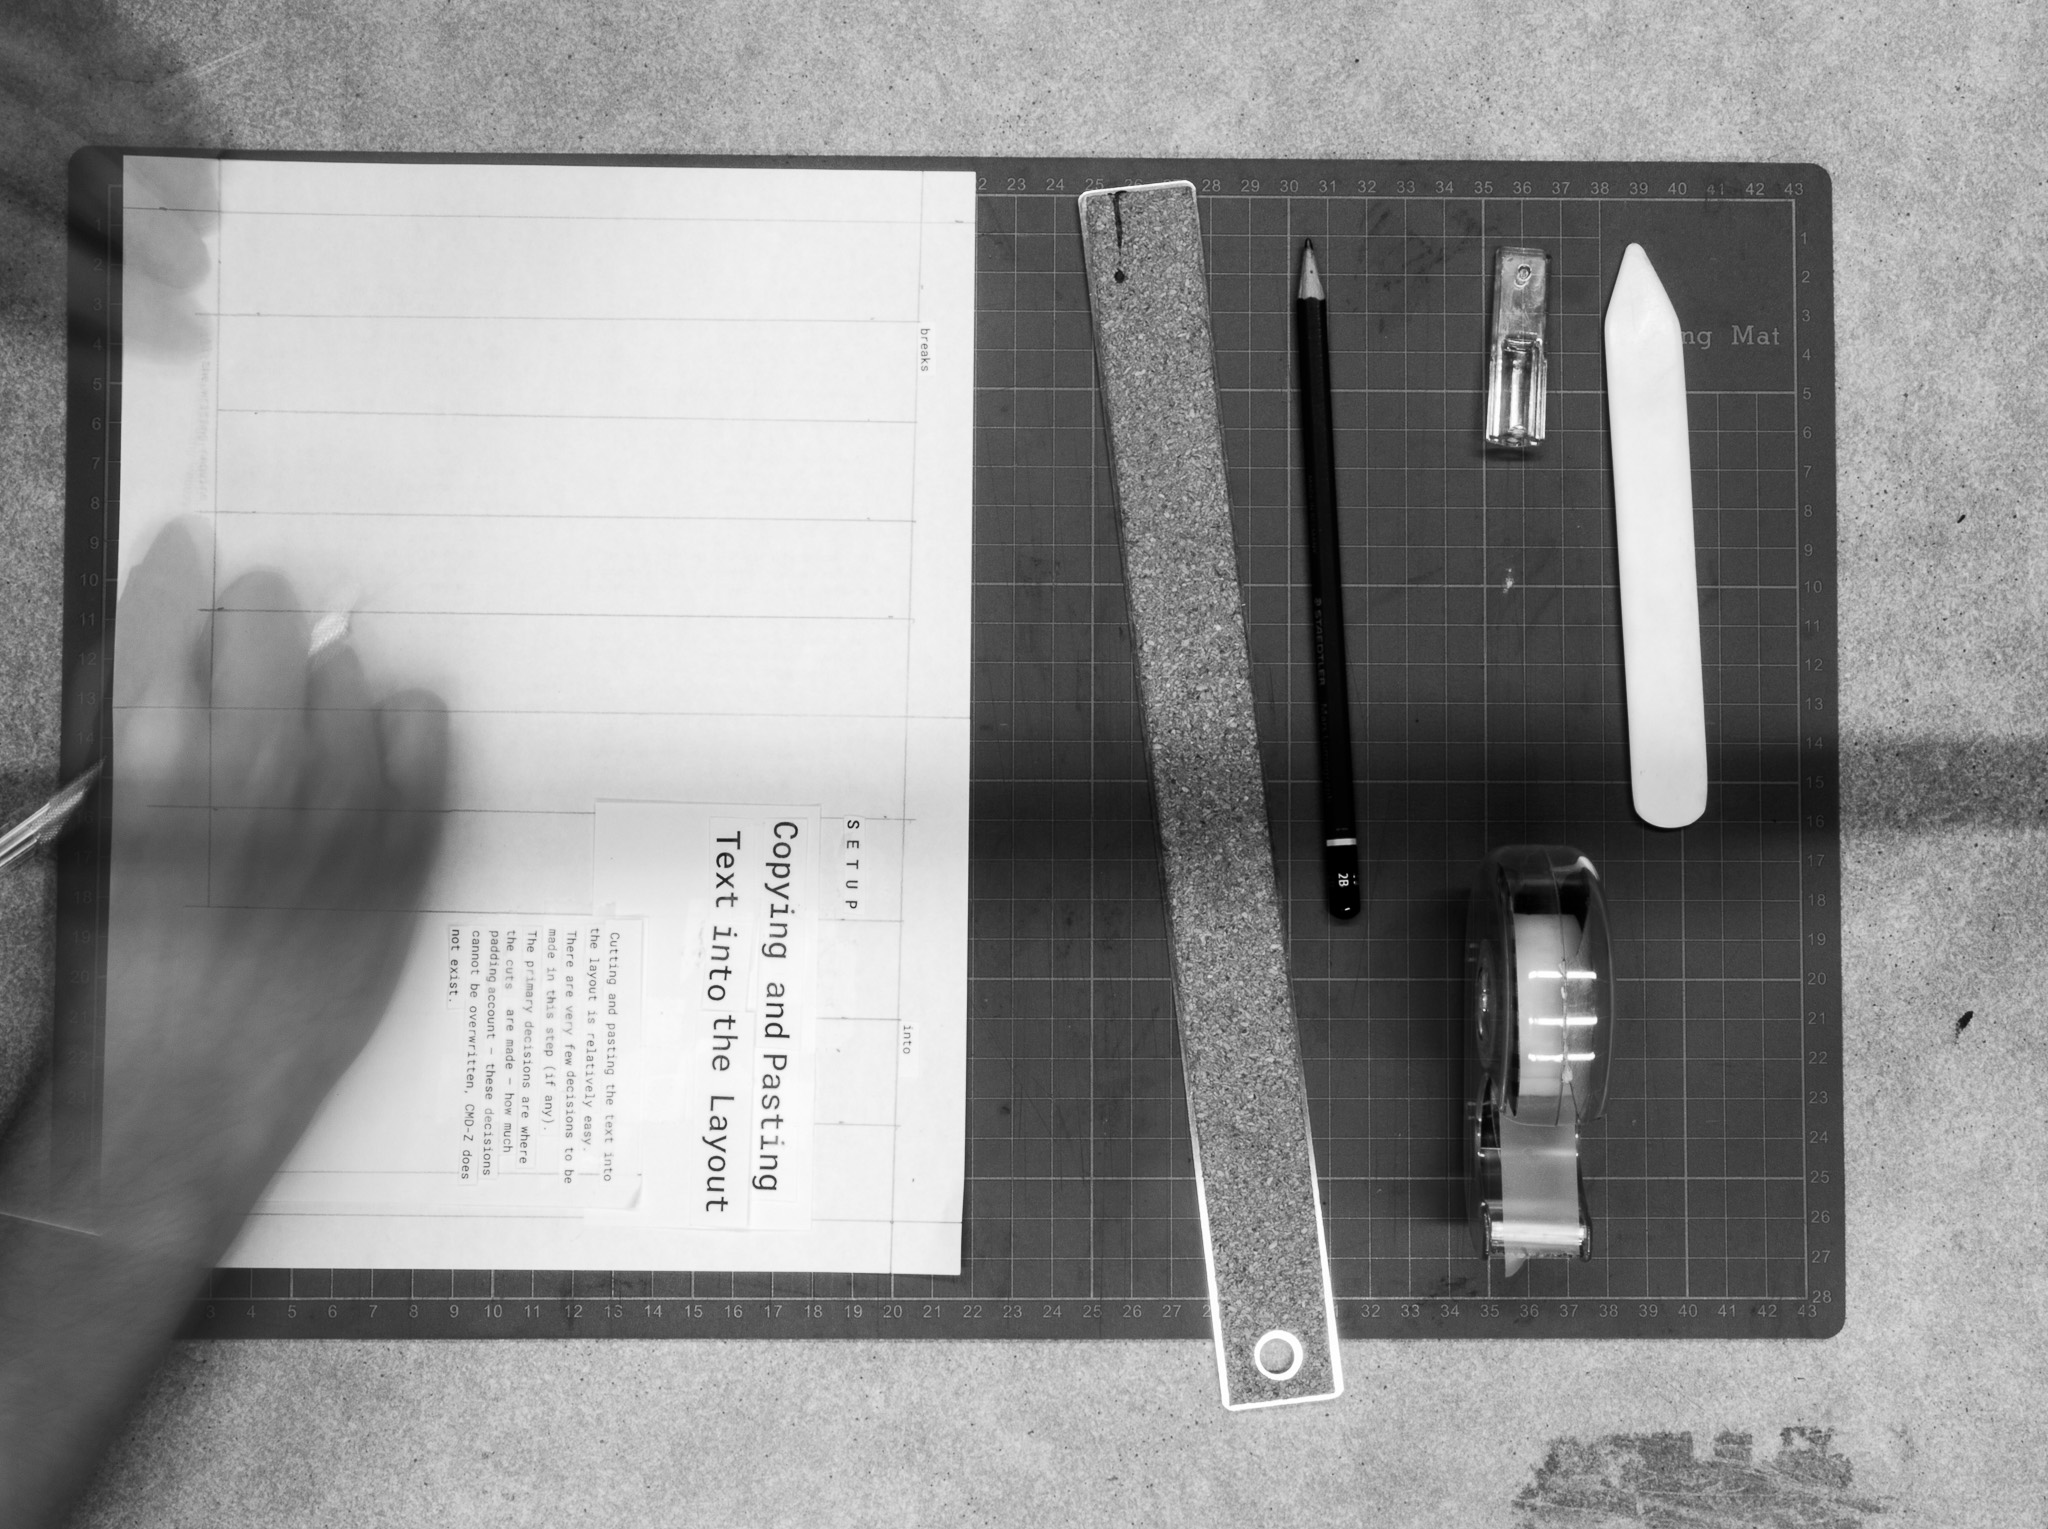 breaks
SETUP
Copying and Pasting
Text into the Layout
into
Cutting and pasting the text into
the layout is relatively easy.
There are very few decisions to be
made in this step (if any).
The primary decisions are where
the cuts are made – how much
padding account – these decisions
cannot be overwritten, CMD-Z does
not exist.
STAEDTLER
2B
ng Mat
22 23 24 25 26 28 29 30 31 32 33 34 35 36 37 38 39 40 41 42 43
1
2
3
4
5
6
7
8
9
10
11
12
13
14
15
16
17
18
19
20
21
22
23
24
25
26
27
28
3 4 5 6 7 8 9 10 11 12 13 14 15 16 17 18 19 20 21 22 23 24 25 26 27 32 33 34 35 36 37 38 39 40 41 42 43